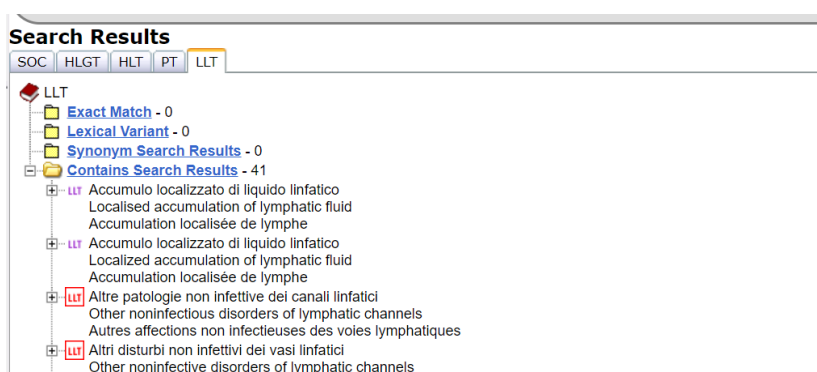 Search Results
SOC HLGT HLT PT LLT
LLT
Exact Match - 0
Lexical Variant - 0
Synonym Search Results - 0
Contains Search Results - 41
LLT Accumulo localizzato di liquido linfatico
Localised accumulation of lymphatic fluid
Accumulation localisée de lymphe
LLT Accumulo localizzato di liquido linfatico
Localized accumulation of lymphatic fluid
Accumulation localisée de lymphe
LLT Altre patologie non infettive dei canali linfatici
Other noninfectious disorders of lymphatic channels
Autres affections non infectieuses des voies lymphatiques
LLT Altri disturbi non infettivi dei vasi linfatici
Other noninfective disorders of lymphatic channels